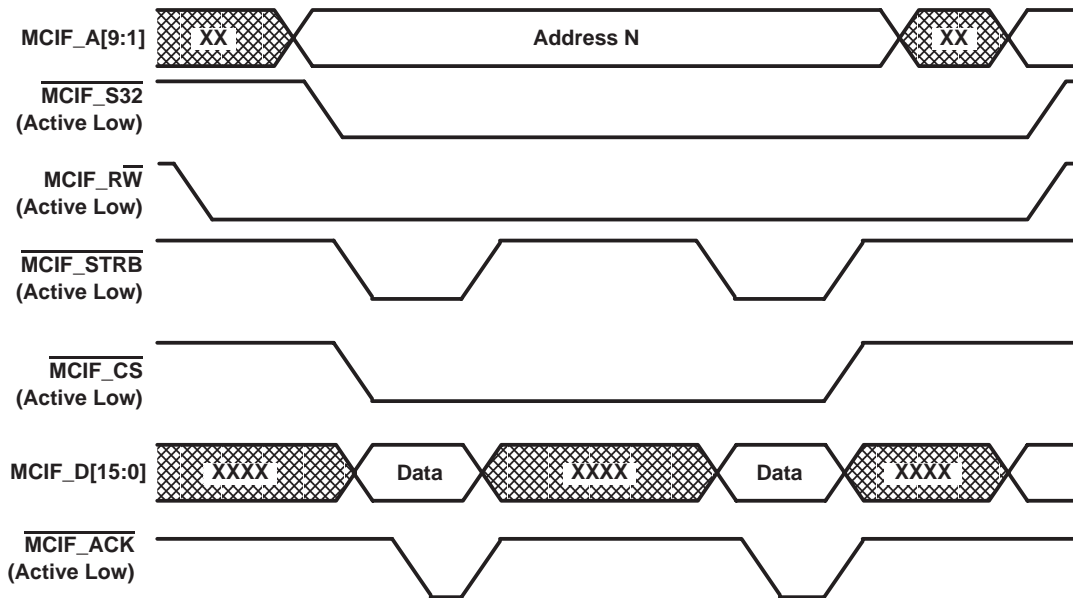 MCIF_A[9:1] XX Address N XX
MCIF_S32
(Active Low)
MCIF_RW
(Active Low)
MCIF_STRB
(Active Low)
MCIF_CS
(Active Low)
MCIF_D[15:0] XXXX Data XXXX Data XXXX
MCIF_ACK
(Active Low)